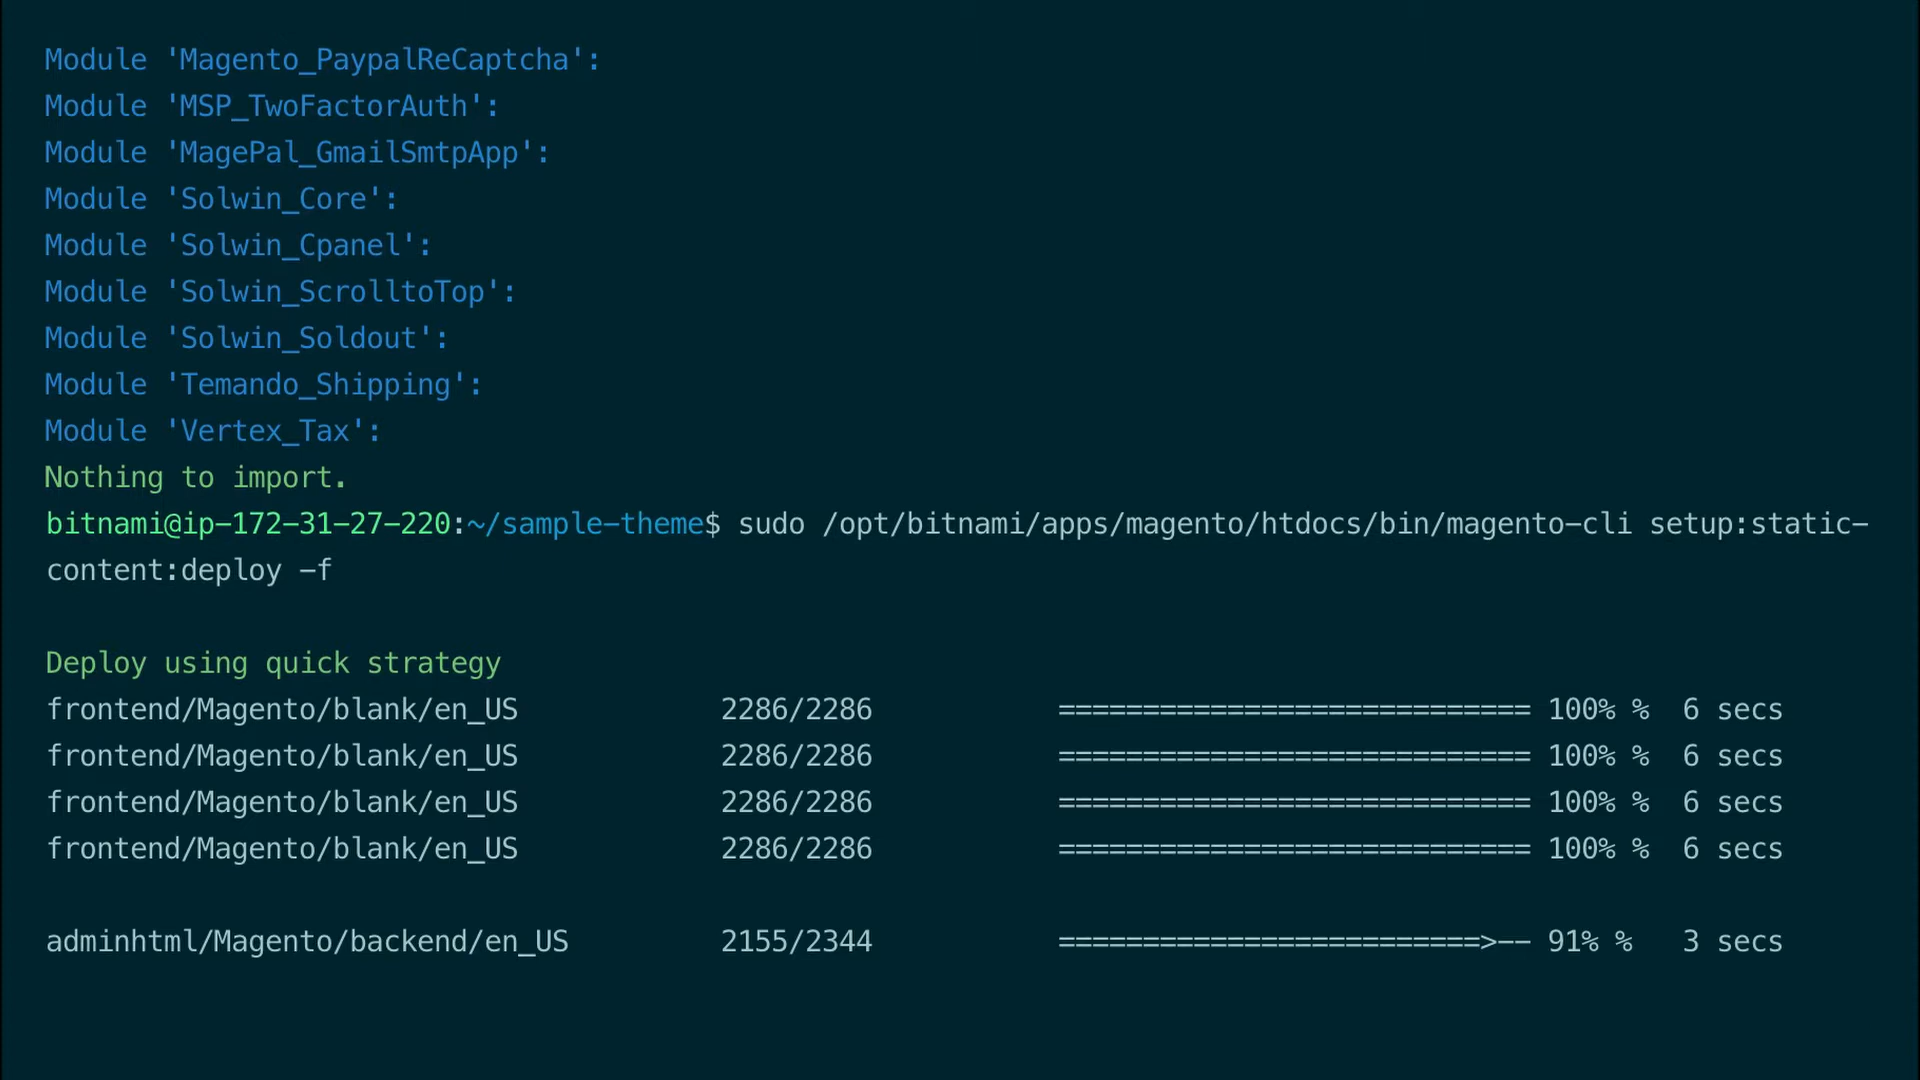 Module 'Magento_PaypalReCaptcha':
Module 'MSP_TwoFactorAuth':
Module 'MagePal_GmailSmtpApp':
Module 'Solwin_Core':
Module 'Solwin_Cpanel':
Module 'Solwin_ScrolltoTop':
Module 'Solwin_Soldout':
Module 'Temando_Shipping':
Module 'Vertex_Tax':
Nothing to import.
bitnami@ip-172-31-27-220:~/sample-theme$ sudo /opt/bitnami/apps/magento/htdocs/bin/magento-cli setup:static-
content:deploy -f
Deploy using quick strategy
frontend/Magento/blank/en_US 2286/2286 ============================ 100% % 6 secs
frontend/Magento/blank/en_US 2286/2286 ============================ 100% % 6 secs
frontend/Magento/blank/en_US 2286/2286 ============================ 100% % 6 secs
frontend/Magento/blank/en_US 2286/2286 ============================ 100% % 6 secs
adminhtml/Magento/backend/en_US 2155/2344 =========================>-- 91% % 3 secs